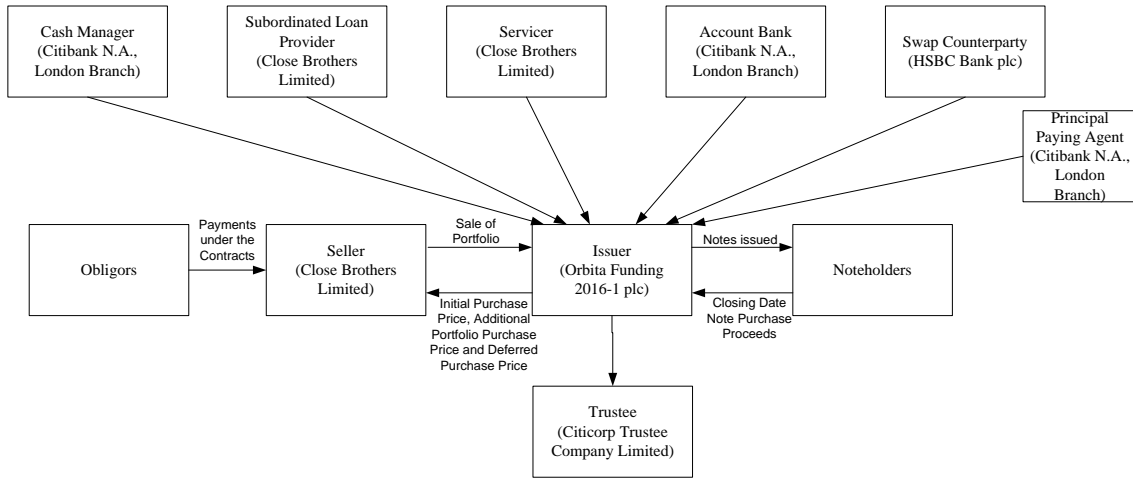 Cash Manager
(Citibank N.A.,
London Branch)
Subordinated Loan
Provider
(Close Brothers
Limited)
Servicer
(Close Brothers
Limited)
Account Bank
(Citibank N.A.,
London Branch)
Swap Counterparty
(HSBC Bank plc)
Principal
Paying Agent
(Citibank N.A.,
London
Branch)
Obligors
Payments
under the
Contracts
Seller
(Close Brothers
Limited)
Sale of
Portfolio
Initial Purchase
Price, Additional
Portfolio Purchase
Price and Deferred
Purchase Price
Issuer
(Orbita Funding
2016-1 plc)
Notes issued
Closing Date
Note Purchase
Proceeds
Noteholders
Trustee
(Citicorp Trustee
Company Limited)